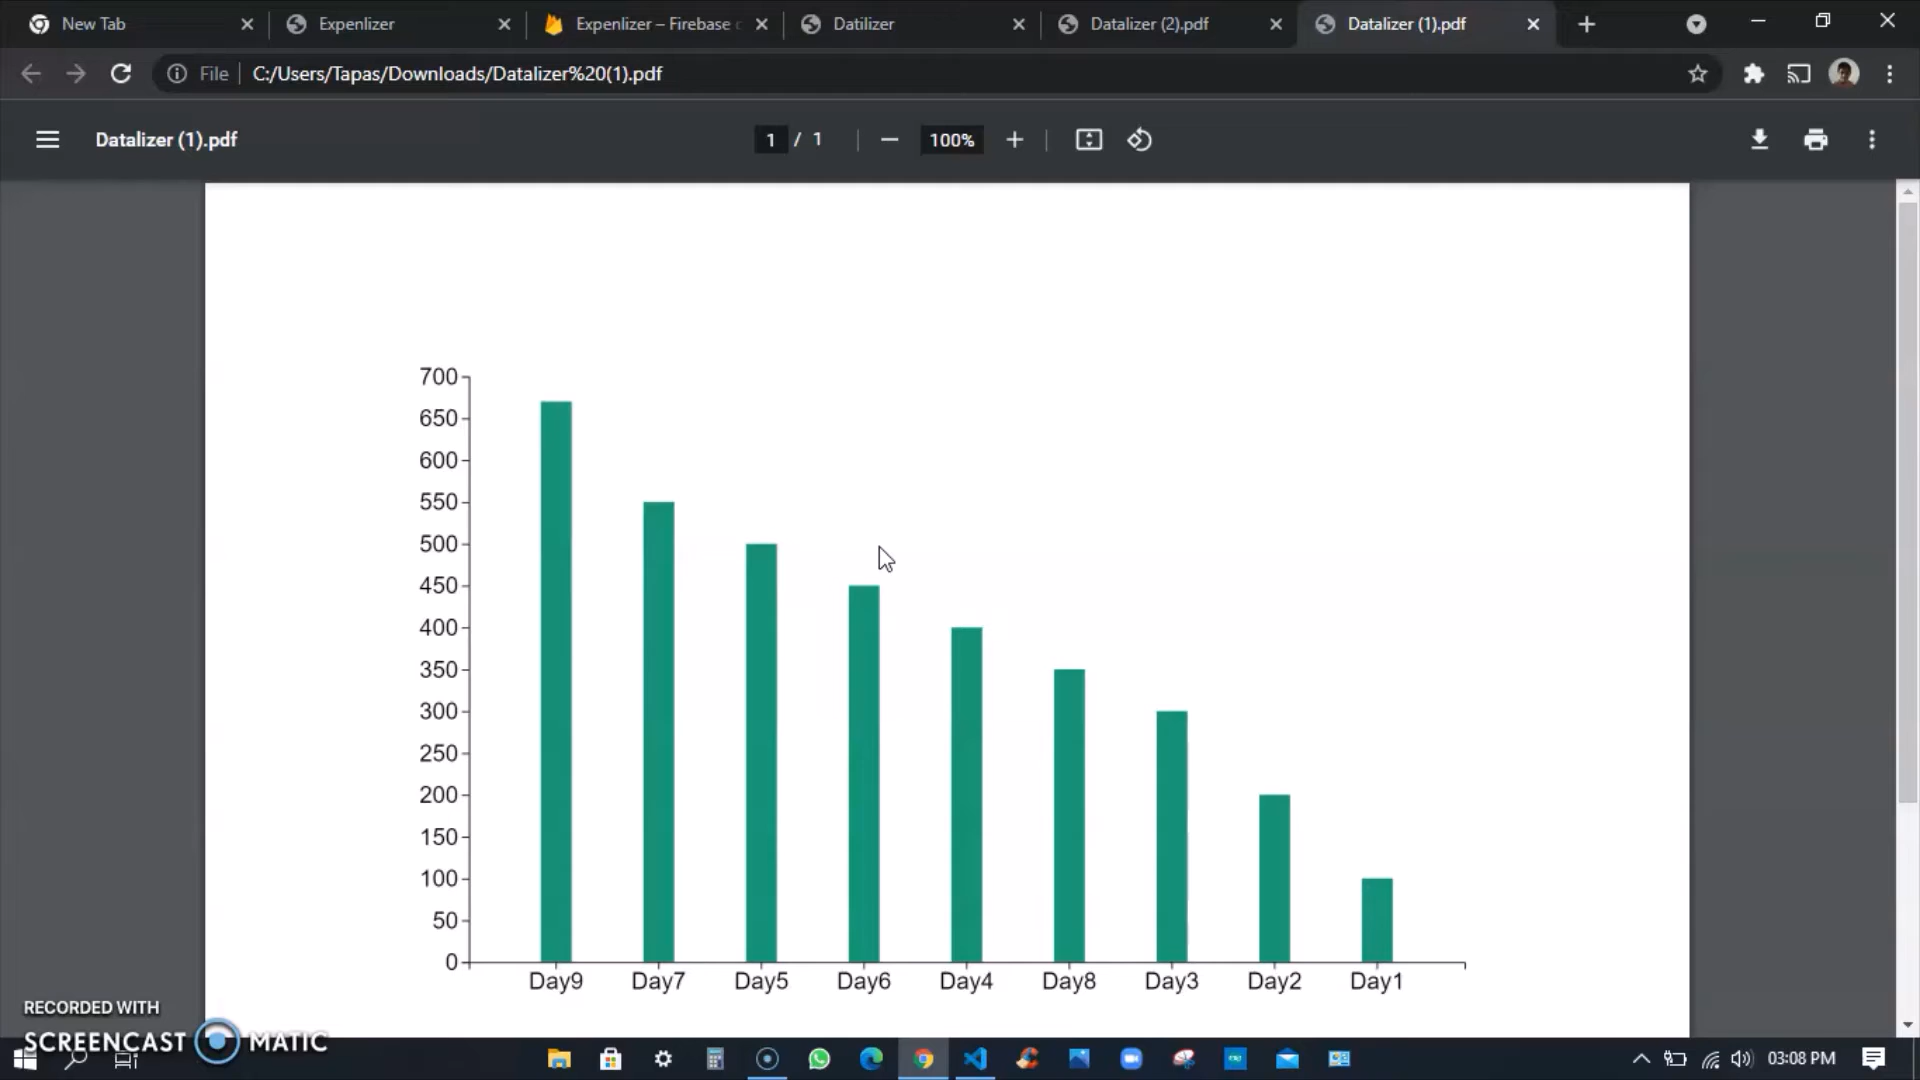 New Tab
Expenlizer
Expenlizer – Firebase c
Datilizer
Datalizer (2).pdf
Datalizer (1).pdf
File
C:/Users/Tapas/Downloads/Datalizer%20(1).pdf
Datalizer (1).pdf
1 / 1
100%
700
650
600
550
500
450
400
350
300
250
200
150
100
50
0
Day9 Day7 Day5 Day6 Day4 Day8 Day3 Day2 Day1
RECORDED WITH
SCREENCAST MATIC
03:08 PM